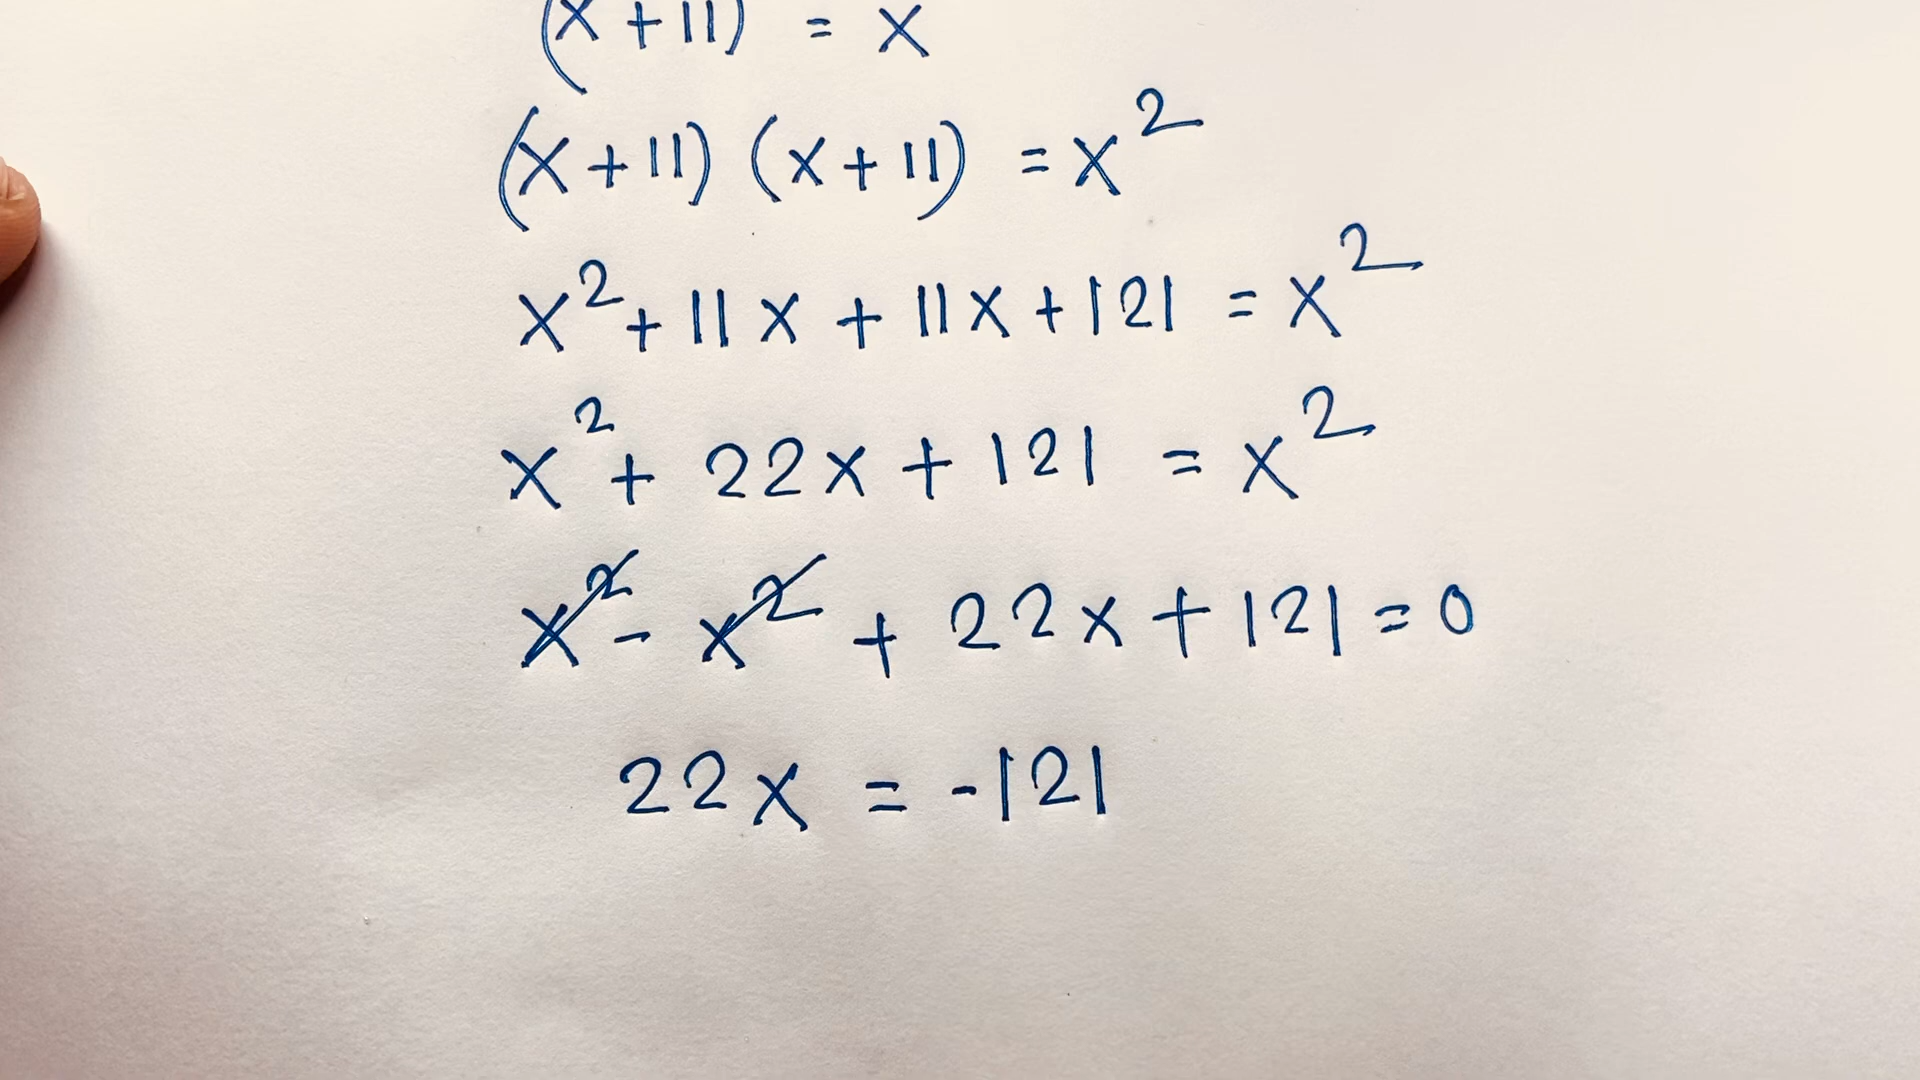 (x + 11) = x
(x + 11) (x + 11) = x²
x² + 11x + 11x + 121 = x²
x² + 22x + 121 = x²
x² - x² + 22x + 121 = 0
22x = -121